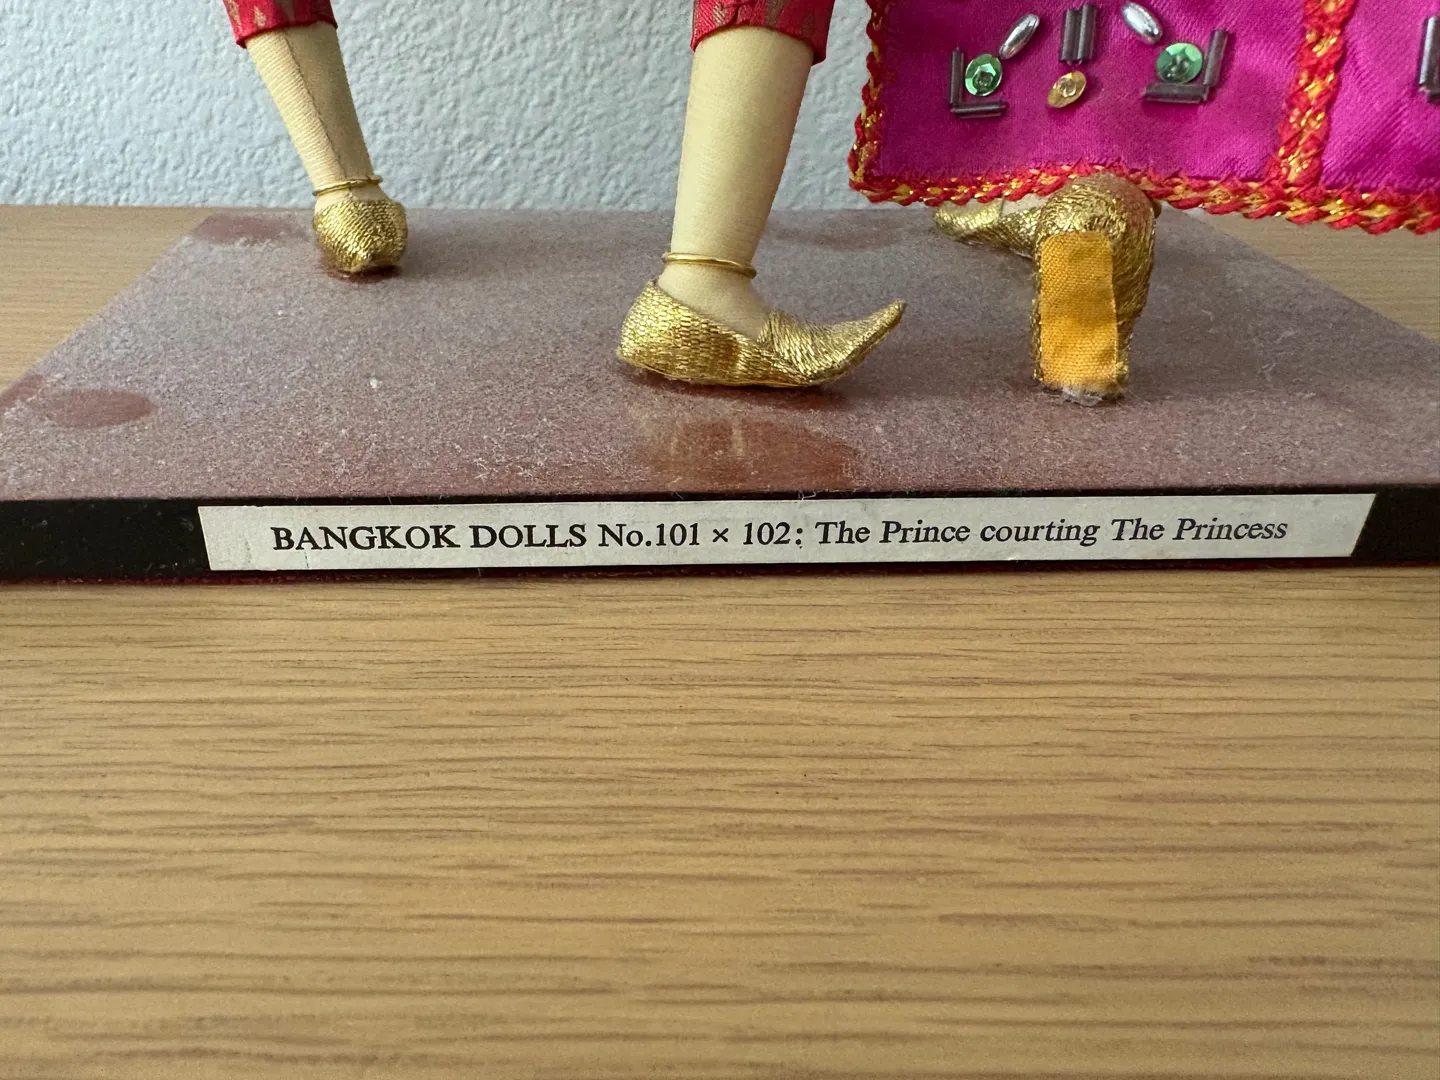 BANGKOK DOLLS No.101 × 102: The Prince courting The Princess